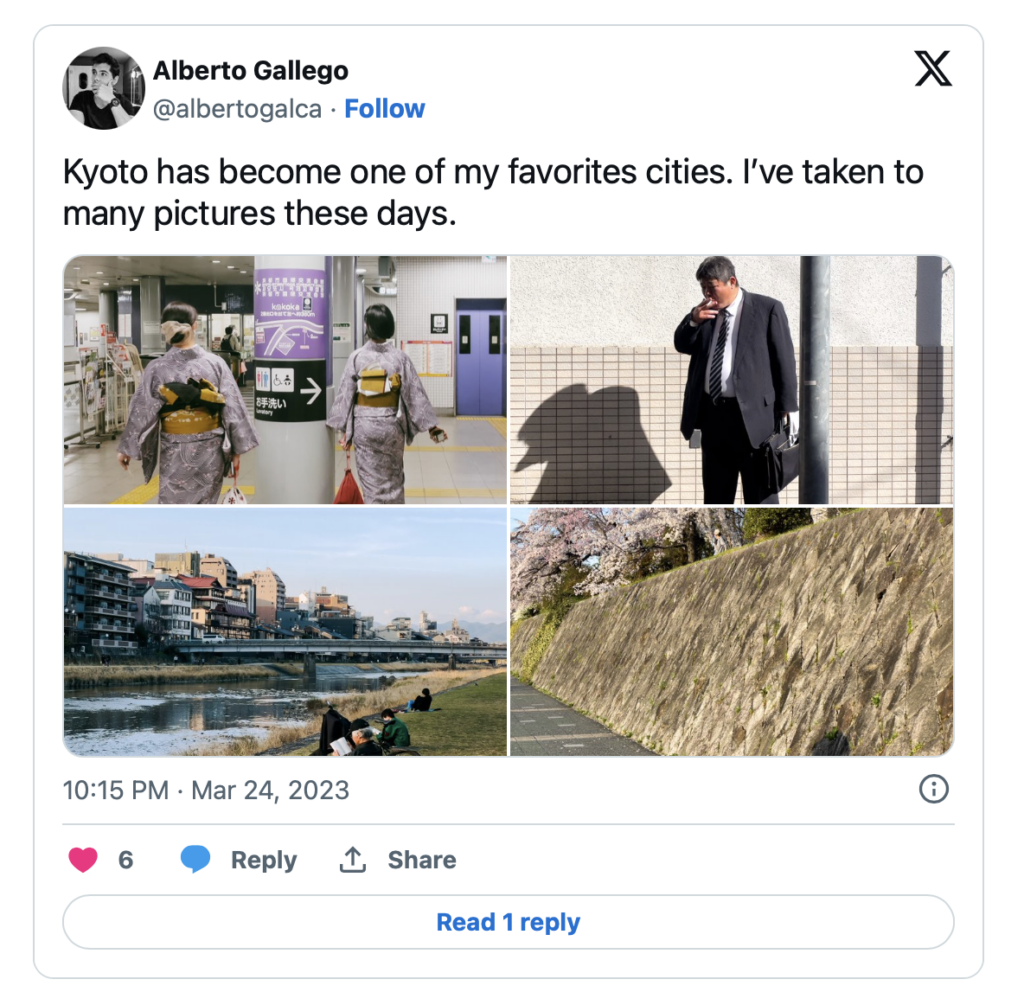 Alberto Gallego
@albertogalca · Follow
Kyoto has become one of my favorites cities. I’ve taken to
many pictures these days.
kokoka
お手洗い
Lavatory
10:15 PM · Mar 24, 2023
6 Reply Share
Read 1 reply